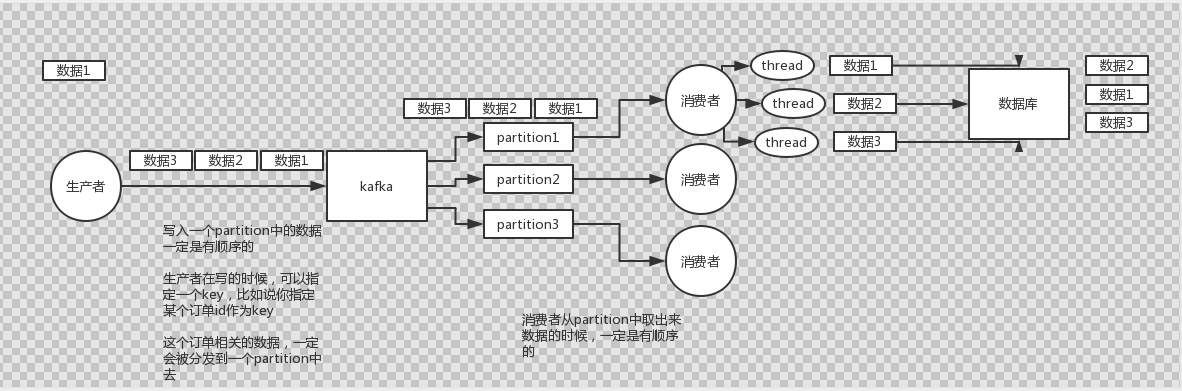 数据1
生产者
数据3 数据2 数据1
kafka
写入一个partition中的数据
一定是有顺序的
生产者在写的时候，可以指
定一个key，比如说你指定
某个订单id作为key
这个订单相关的数据，一定
会被分发到一个partition中
去
数据3 数据2 数据1
partition1
partition2
partition3
消费者
消费者
消费者
消费者从partition中取出来
数据的时候，一定是有顺序
的
thread
thread
thread
数据1
数据2
数据3
数据库
数据2
数据1
数据3